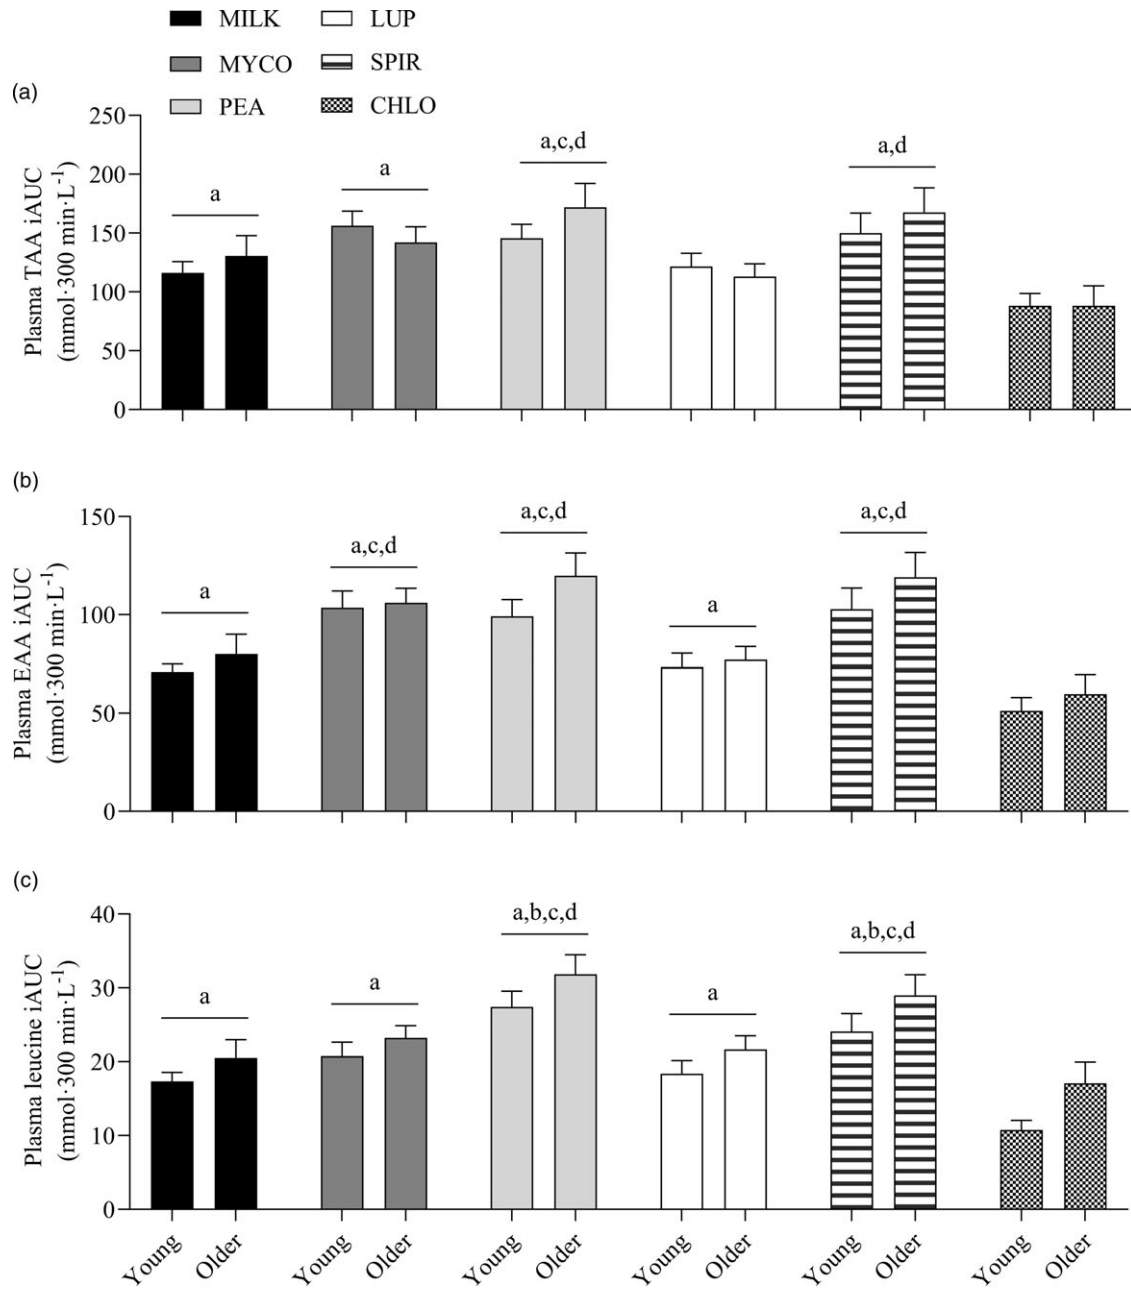 MILK LUP
MYCO SPIR
PEA CHLO
(a)
Plasma TAA iAUC
(mmol·300 min·L⁻¹)
250
200
150
100
50
0
a
a
a,c,d
a,d
(b)
Plasma EAA iAUC
(mmol·300 min·L⁻¹)
150
100
50
0
a
a,c,d
a,c,d
a
a,c,d
(c)
Plasma leucine iAUC
(mmol·300 min·L⁻¹)
40
30
20
10
0
a
a
a,b,c,d
a
a,b,c,d
Young Older Young Older Young Older Young Older Young Older Young Older